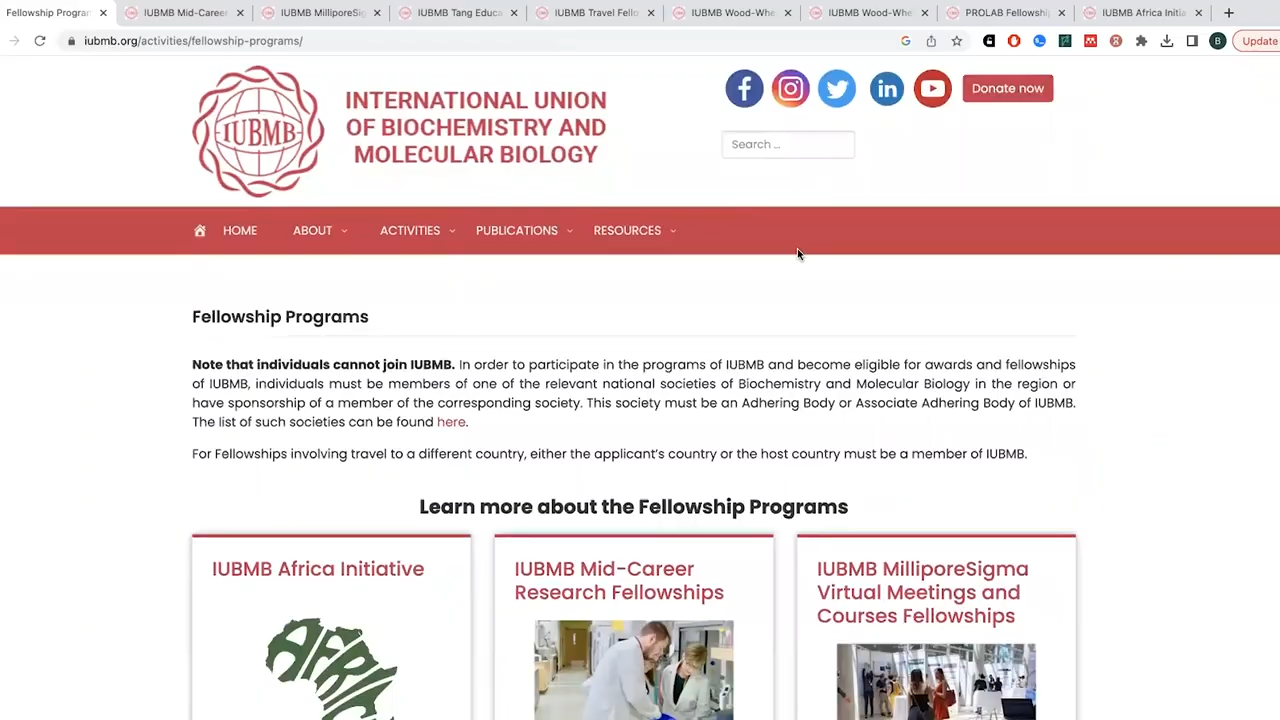 Fellowship Program
IUBMB Mid-Career
IUBMB MilliporeSig
IUBMB Tang Educa
IUBMB Travel Fello
IUBMB Wood-Whe
IUBMB Wood-Whe
PROLAB Fellowship
IUBMB Africa Initia
iubmb.org/activities/fellowship-programs/
B
Update
IUBMB
INTERNATIONAL UNION
OF BIOCHEMISTRY AND
MOLECULAR BIOLOGY
Donate now
Search ...
HOME
ABOUT
ACTIVITIES
PUBLICATIONS
RESOURCES
Fellowship Programs
Note that individuals cannot join IUBMB. In order to participate in the programs of IUBMB and become eligible for awards and fellowships
of IUBMB, individuals must be members of one of the relevant national societies of Biochemistry and Molecular Biology in the region or
have sponsorship of a member of the corresponding society. This society must be an Adhering Body or Associate Adhering Body of IUBMB.
The list of such societies can be found here.
For Fellowships involving travel to a different country, either the applicant's country or the host country must be a member of IUBMB.
Learn more about the Fellowship Programs
IUBMB Africa Initiative
AFRICA
IUBMB Mid-Career
Research Fellowships
IUBMB MilliporeSigma
Virtual Meetings and
Courses Fellowships